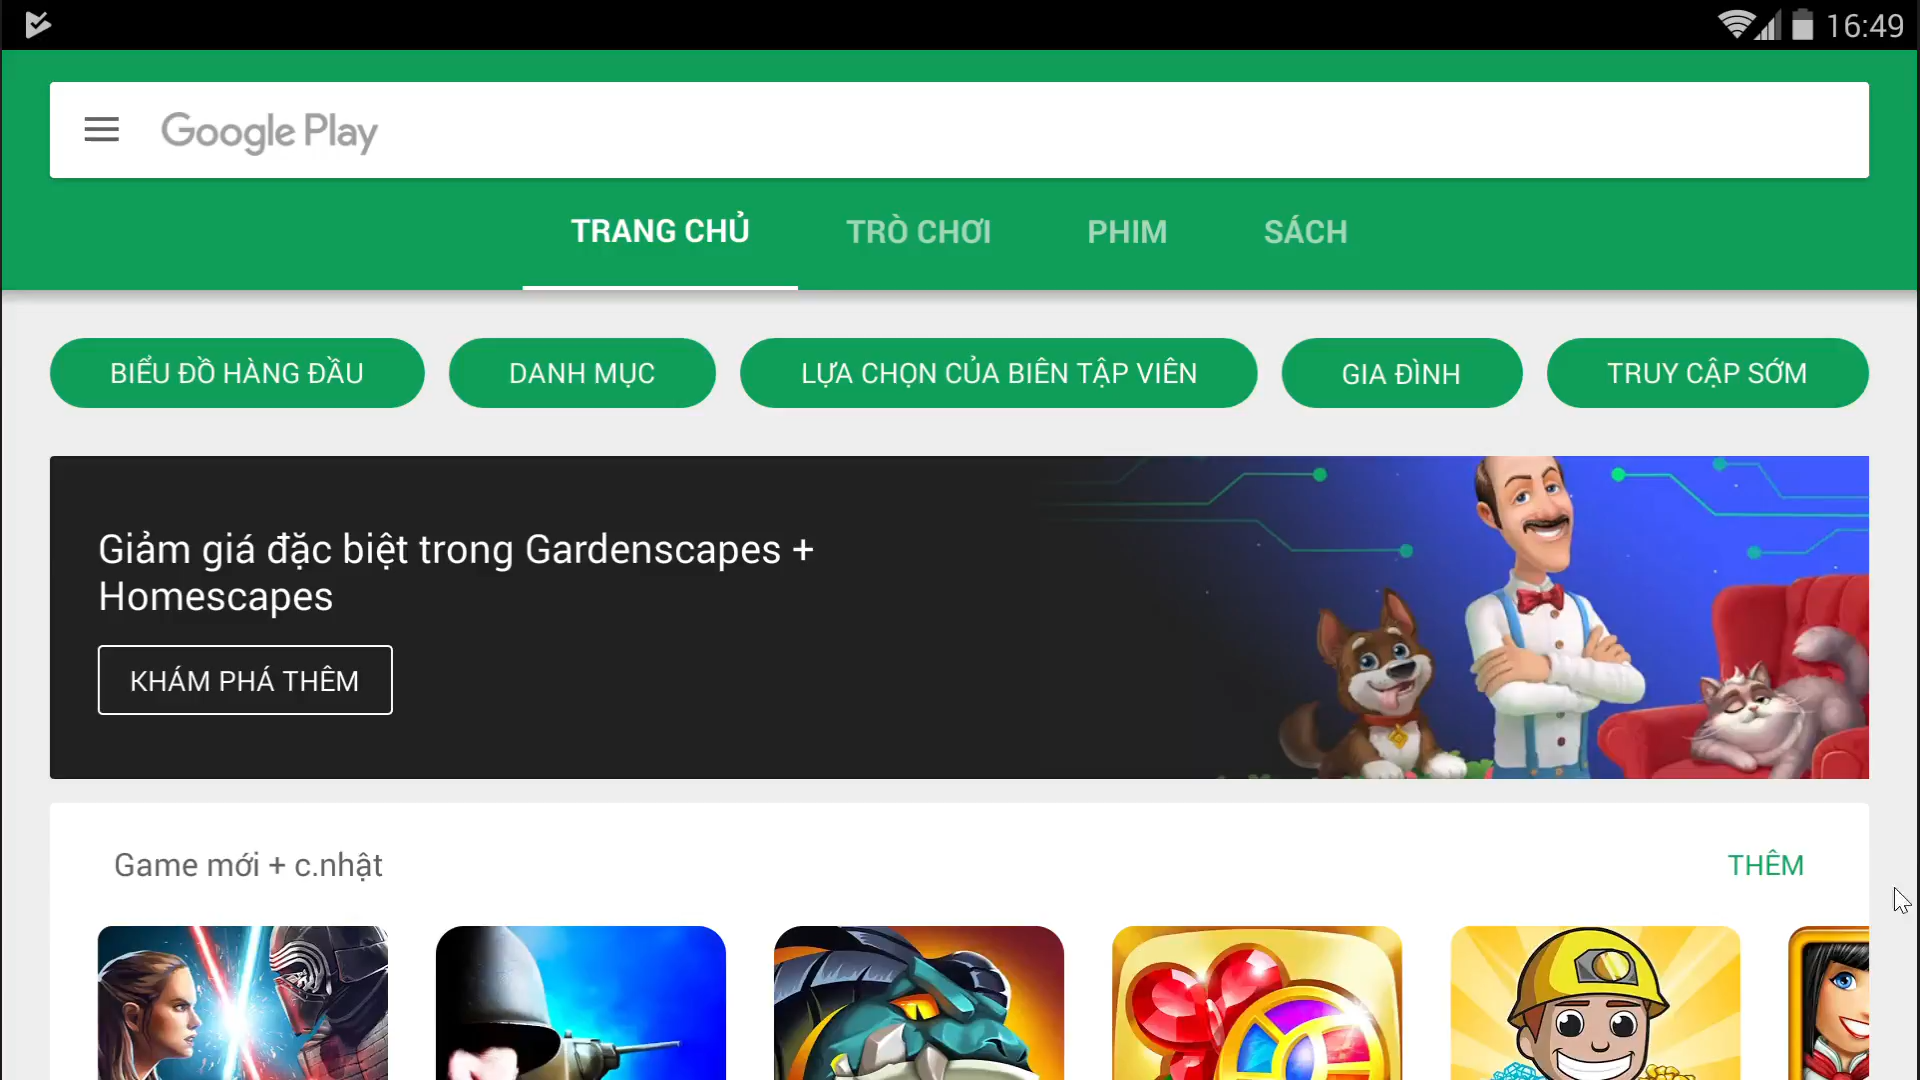 16:49
Google Play
TRANG CHỦ
TRÒ CHƠI
PHIM
SÁCH
BIỂU ĐỒ HÀNG ĐẦU
DANH MỤC
LỰA CHỌN CỦA BIÊN TẬP VIÊN
GIA ĐÌNH
TRUY CẬP SỚM
Giảm giá đặc biệt trong Gardenscapes +
Homescapes
KHÁM PHÁ THÊM
Game mới + c.nhật
THÊM